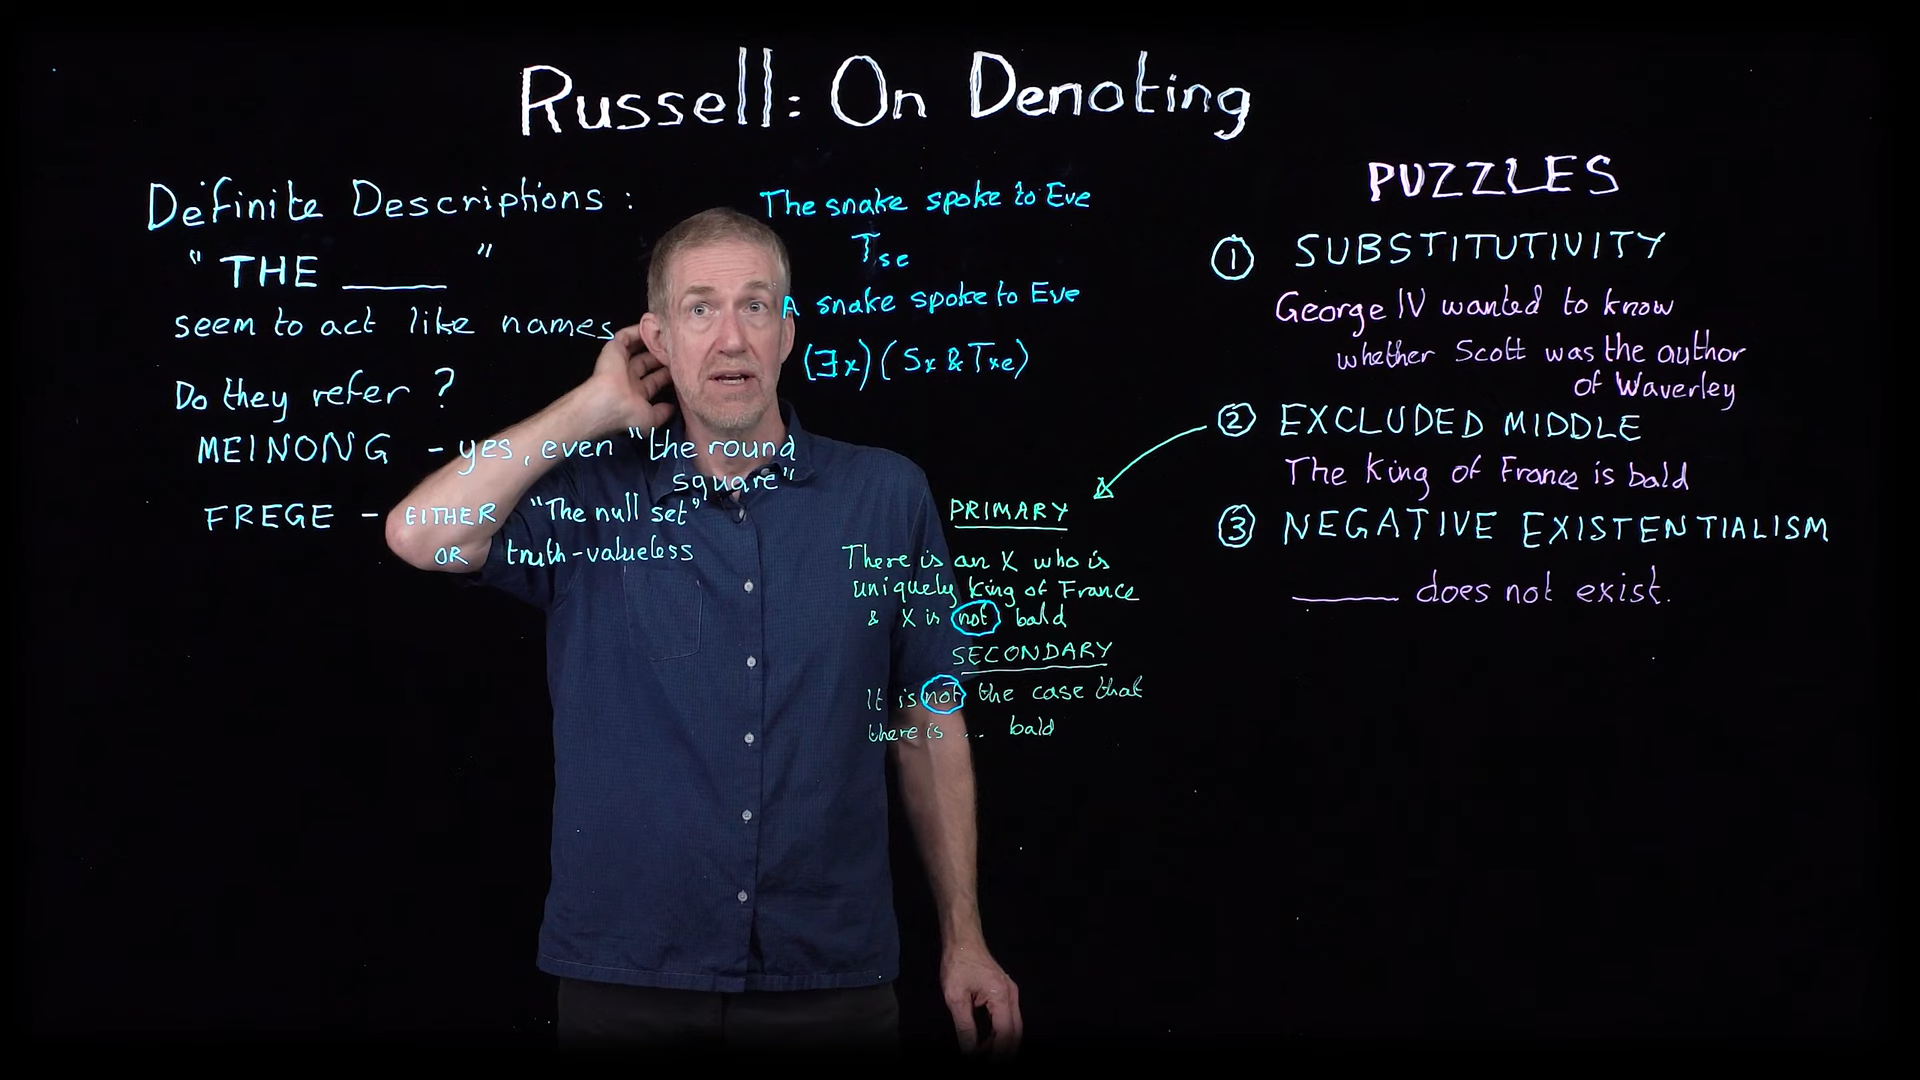 Russell: On Denoting
Definite Descriptions:
"THE ____"
seem to act like names
Do they refer?
MEINONG - yes, even "the round
square"
FREGE - EITHER "The null set"
OR truth-valueless
The snake spoke to Eve
Tse
A snake spoke to Eve
(∃x)(Sx & Txe)
PRIMARY
There is an X who is
uniquely King of France
& X is not bald
SECONDARY
It is not the case that
there is ... bald
PUZZLES
① SUBSTITUTIVITY
George IV wanted to know
whether Scott was the author
of Waverley
② EXCLUDED MIDDLE
The King of France is bald
③ NEGATIVE EXISTENTIALISM
____ does not exist.